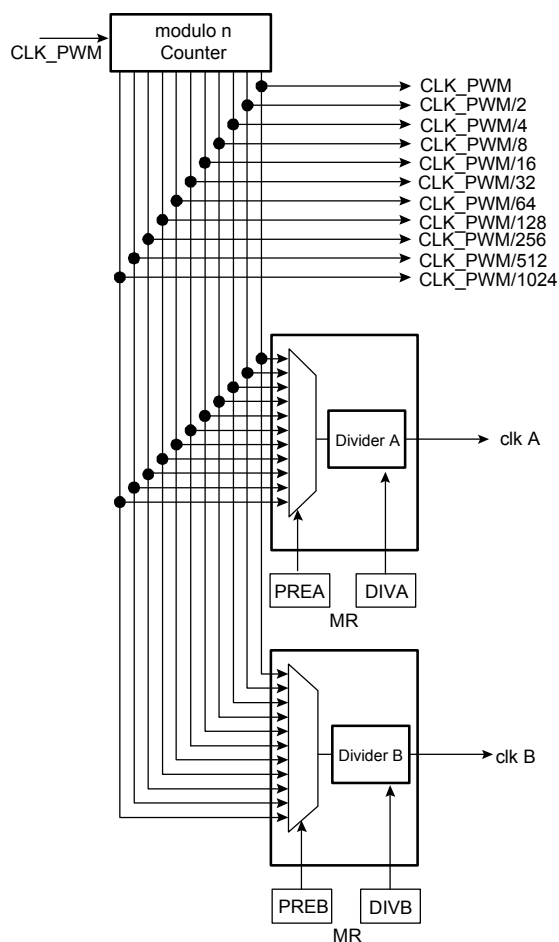 modulo n
Counter
CLK_PWM
CLK_PWM
CLK_PWM/2
CLK_PWM/4
CLK_PWM/8
CLK_PWM/16
CLK_PWM/32
CLK_PWM/64
CLK_PWM/128
CLK_PWM/256
CLK_PWM/512
CLK_PWM/1024
Divider A
clk A
PREA
DIVA
MR
Divider B
clk B
PREB
DIVB
MR